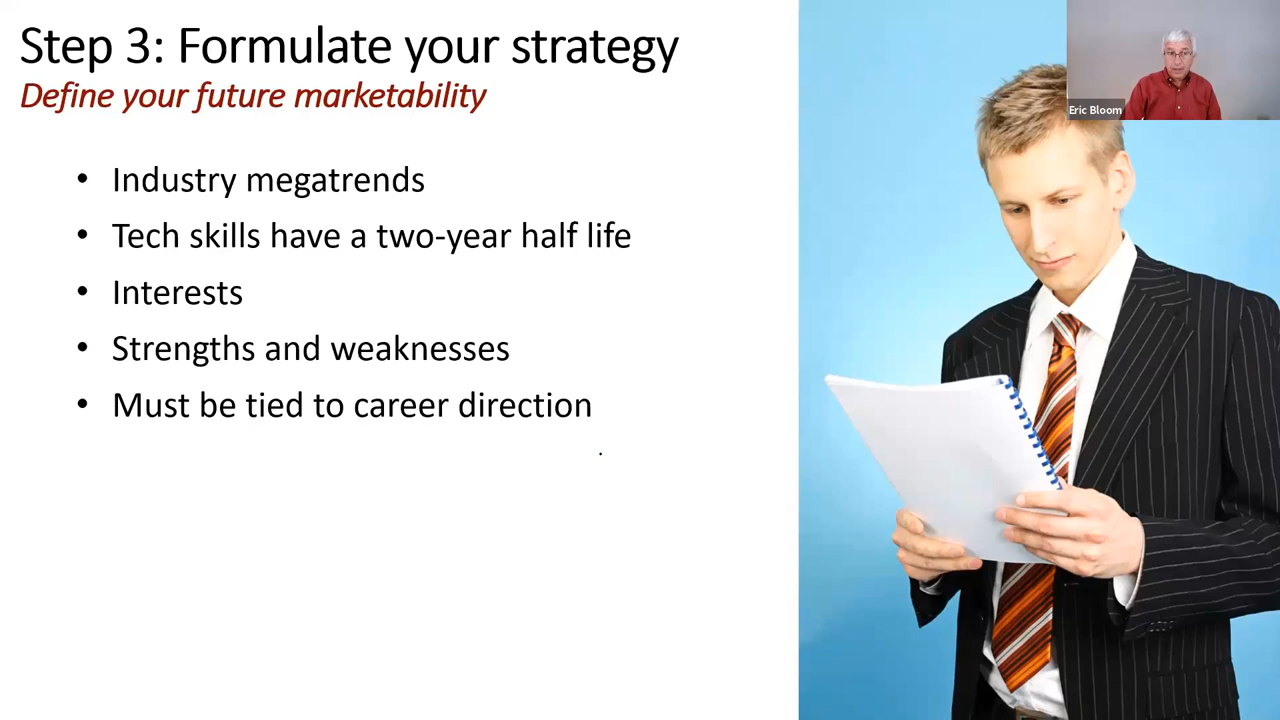 Step 3: Formulate your strategy
Define your future marketability
• Industry megatrends
• Tech skills have a two-year half life
• Interests
• Strengths and weaknesses
• Must be tied to career direction
.
Eric Bloom